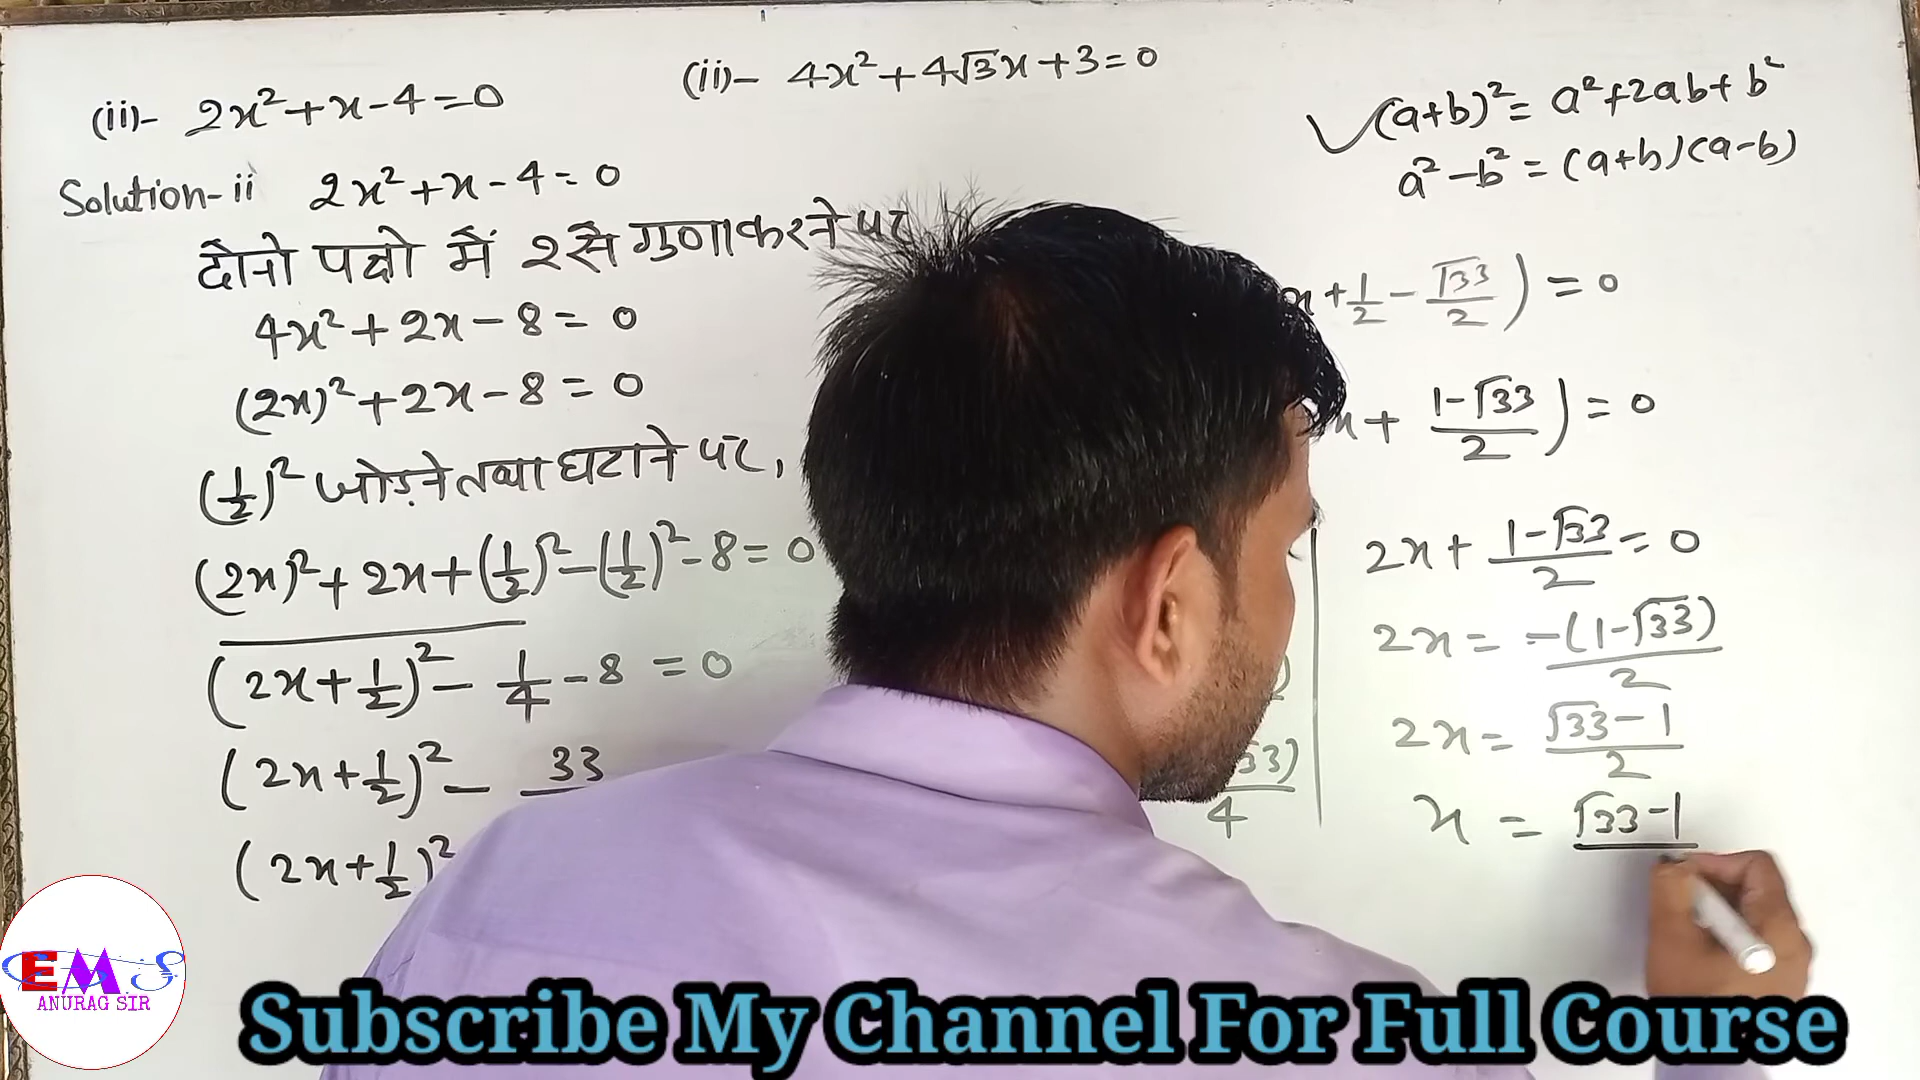 (ii)- 2x²+x-4=0
(ii)- 4x²+4√3x+3=0
Solution-ii 2x²+x-4=0
दोनो पक्षो में 2 से गुणा करने पर
4x²+2x-8=0
(2x)²+2x-8=0
(1/2)² जोड़ने तथा घटाने पर,
(2x)²+2x+(1/2)²-(1/2)²-8=0
(2x+1/2)²-1/4-8=0
(2x+1/2)²-33
(2x+1/2)²
(a+b)²=a²+2ab+b²
a²-b²=(a+b)(a-b)
x+1/2-√33/2)=0
x+1-√33/2)=0
33)/4
2x+1-√33/2=0
2x=-(1-√33)/2
2x=√33-1/2
x=√33-1
EMS
ANURAG SIR
Subscribe My Channel For Full Course